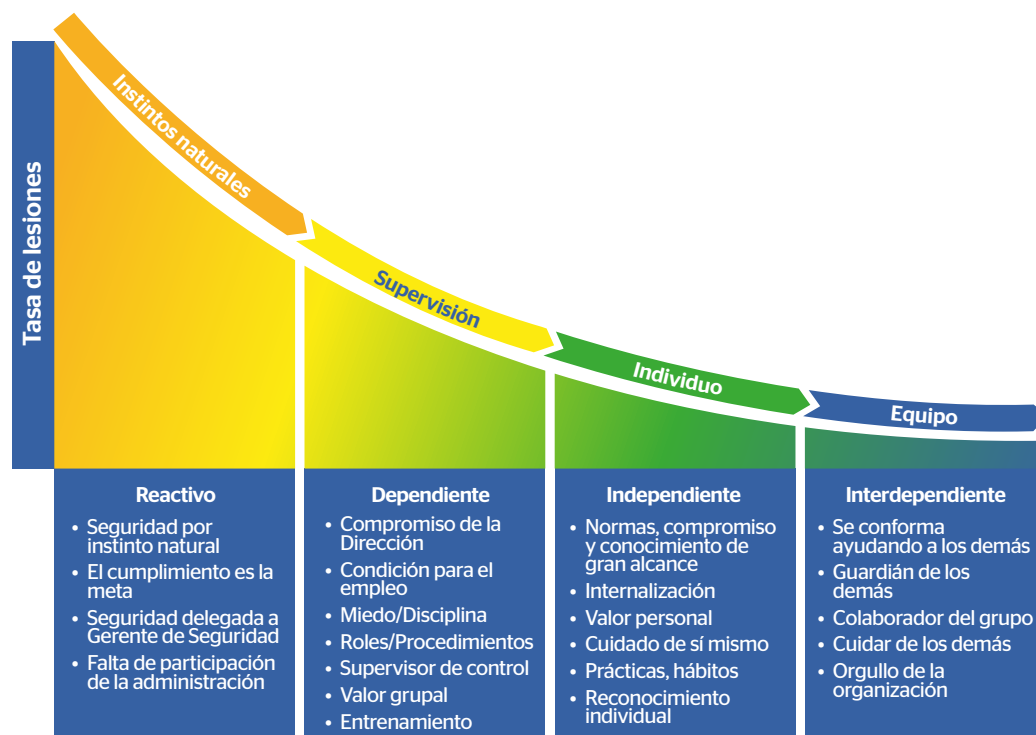 Tasa de lesiones
Instintos naturales
Supervisión
Individuo
Equipo
Reactivo
• Seguridad por
instinto natural
• El cumplimiento es la
meta
• Seguridad delegada a
Gerente de Seguridad
• Falta de participación
de la administración
Dependiente
• Compromiso de la
Dirección
• Condición para el
empleo
• Miedo/Disciplina
• Roles/Procedimientos
• Supervisor de control
• Valor grupal
• Entrenamiento
Independiente
• Normas, compromiso
y conocimiento de
gran alcance
• Internalización
• Valor personal
• Cuidado de sí mismo
• Prácticas, hábitos
• Reconocimiento
individual
Interdependiente
• Se conforma
ayudando a los demás
• Guardián de los
demás
• Colaborador del grupo
• Cuidar de los demás
• Orgullo de la
organización